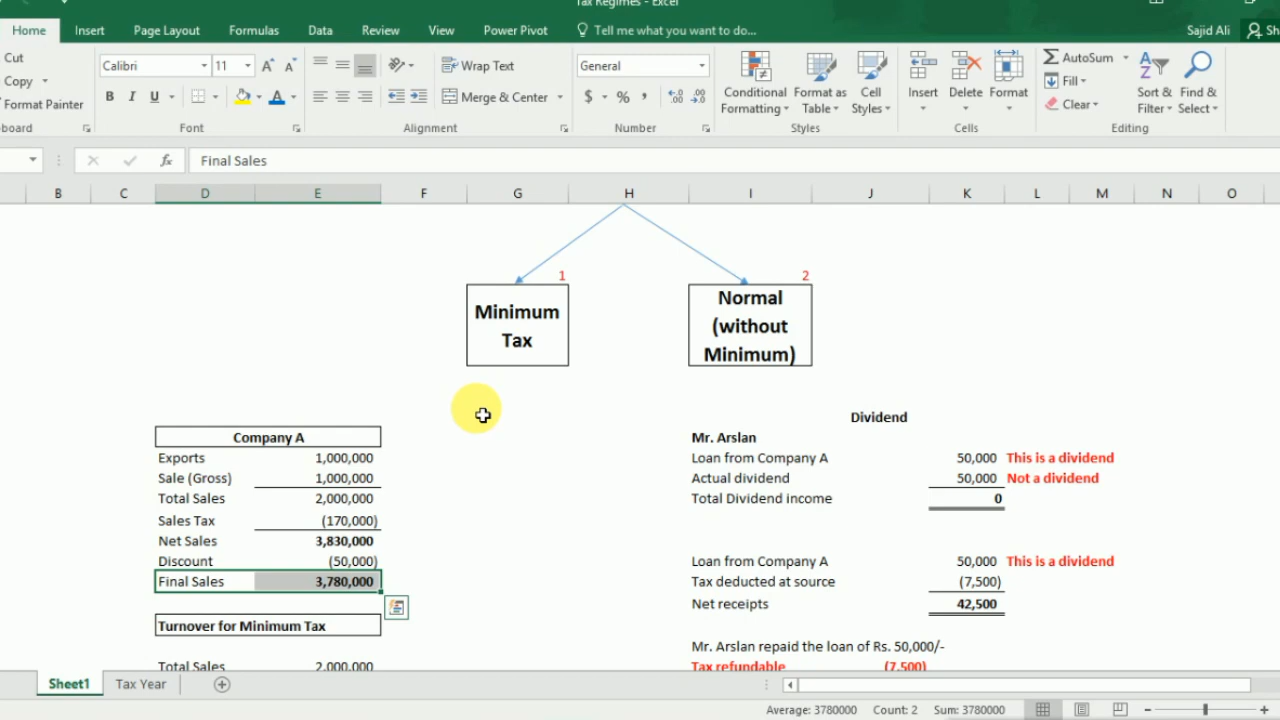 Tax Regimes - Excel
Home Insert Page Layout Formulas Data Review View Power Pivot Tell me what you want to do... Sajid Ali
Cut
Copy
Format Painter
Calibri 11
B I U
Wrap Text
Merge & Center
General
$ % ,
Conditional Formatting
Format as Table
Cell Styles
Insert
Delete
Format
AutoSum
Fill
Clear
Sort & Filter
Find & Select
Font Alignment Number Styles Cells Editing
fx Final Sales
B C D E F G H I J K L M N O
1 2
Minimum
Tax
Normal
(without
Minimum)
Company A
Exports 1,000,000
Sale (Gross) 1,000,000
Total Sales 2,000,000
Sales Tax (170,000)
Net Sales 3,830,000
Discount (50,000)
Final Sales 3,780,000
Turnover for Minimum Tax
Total Sales 2,000,000
Dividend
Mr. Arslan
Loan from Company A 50,000 This is a dividend
Actual dividend 50,000 Not a dividend
Total Dividend income 0
Loan from Company A 50,000 This is a dividend
Tax deducted at source (7,500)
Net receipts 42,500
Mr. Arslan repaid the loan of Rs. 50,000/-
Tax refundable (7,500)
Sheet1 Tax Year
Average: 3780000 Count: 2 Sum: 3780000